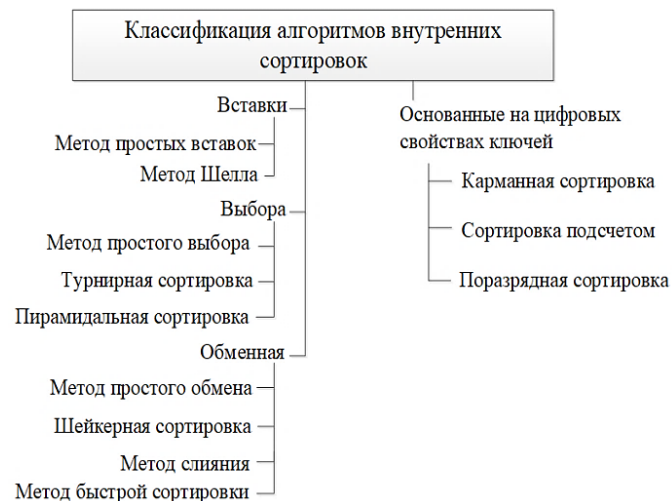 Классификация алгоритмов внутренних
сортировок
Вставки
Метод простых вставок
Метод Шелла
Выбора
Метод простого выбора
Турнирная сортировка
Пирамидальная сортировка
Обменная
Метод простого обмена
Шейкерная сортировка
Метод слияния
Метод быстрой сортировки
Основанные на цифровых
свойствах ключей
Карманная сортировка
Сортировка подсчетом
Поразрядная сортировка